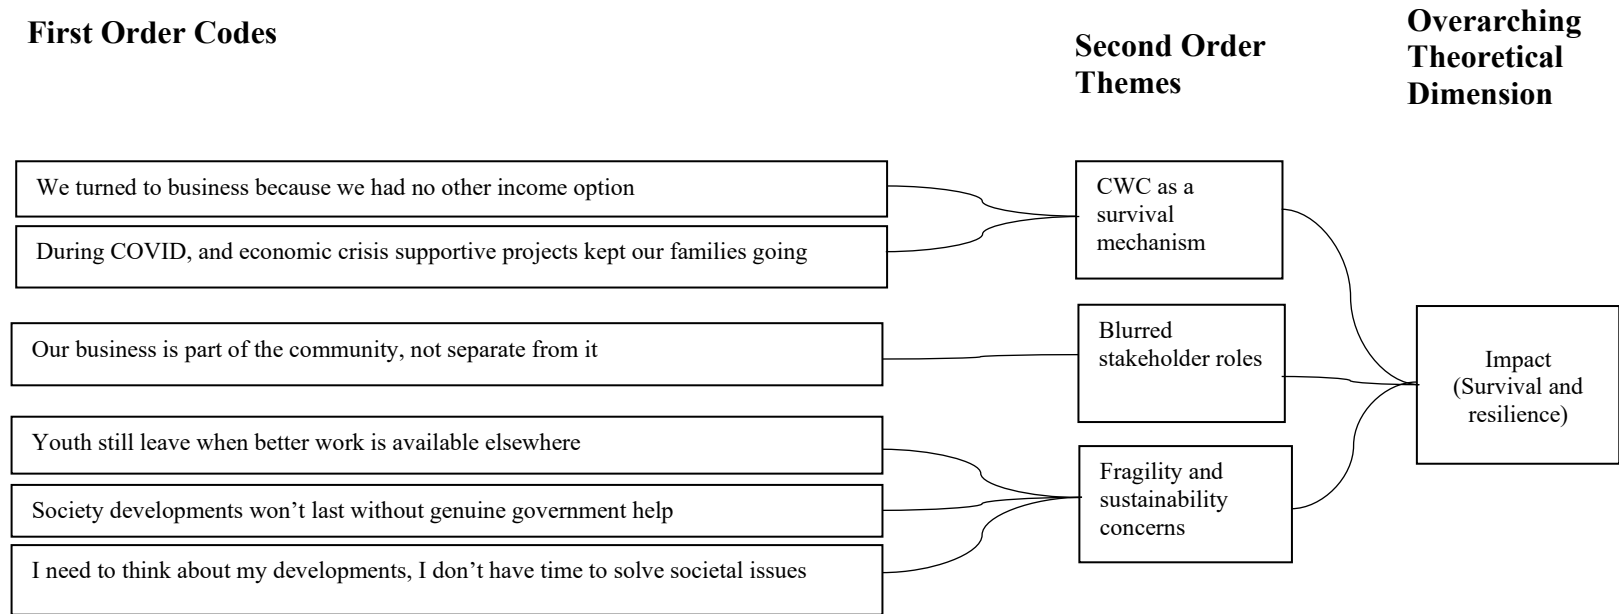 First Order Codes
Second Order
Themes
Overarching
Theoretical
Dimension
We turned to business because we had no other income option
During COVID, and economic crisis supportive projects kept our families going
CWC as a
survival
mechanism
Our business is part of the community, not separate from it
Blurred
stakeholder roles
Youth still leave when better work is available elsewhere
Society developments won’t last without genuine government help
I need to think about my developments, I don’t have time to solve societal issues
Fragility and
sustainability
concerns
Impact
(Survival and
resilience)